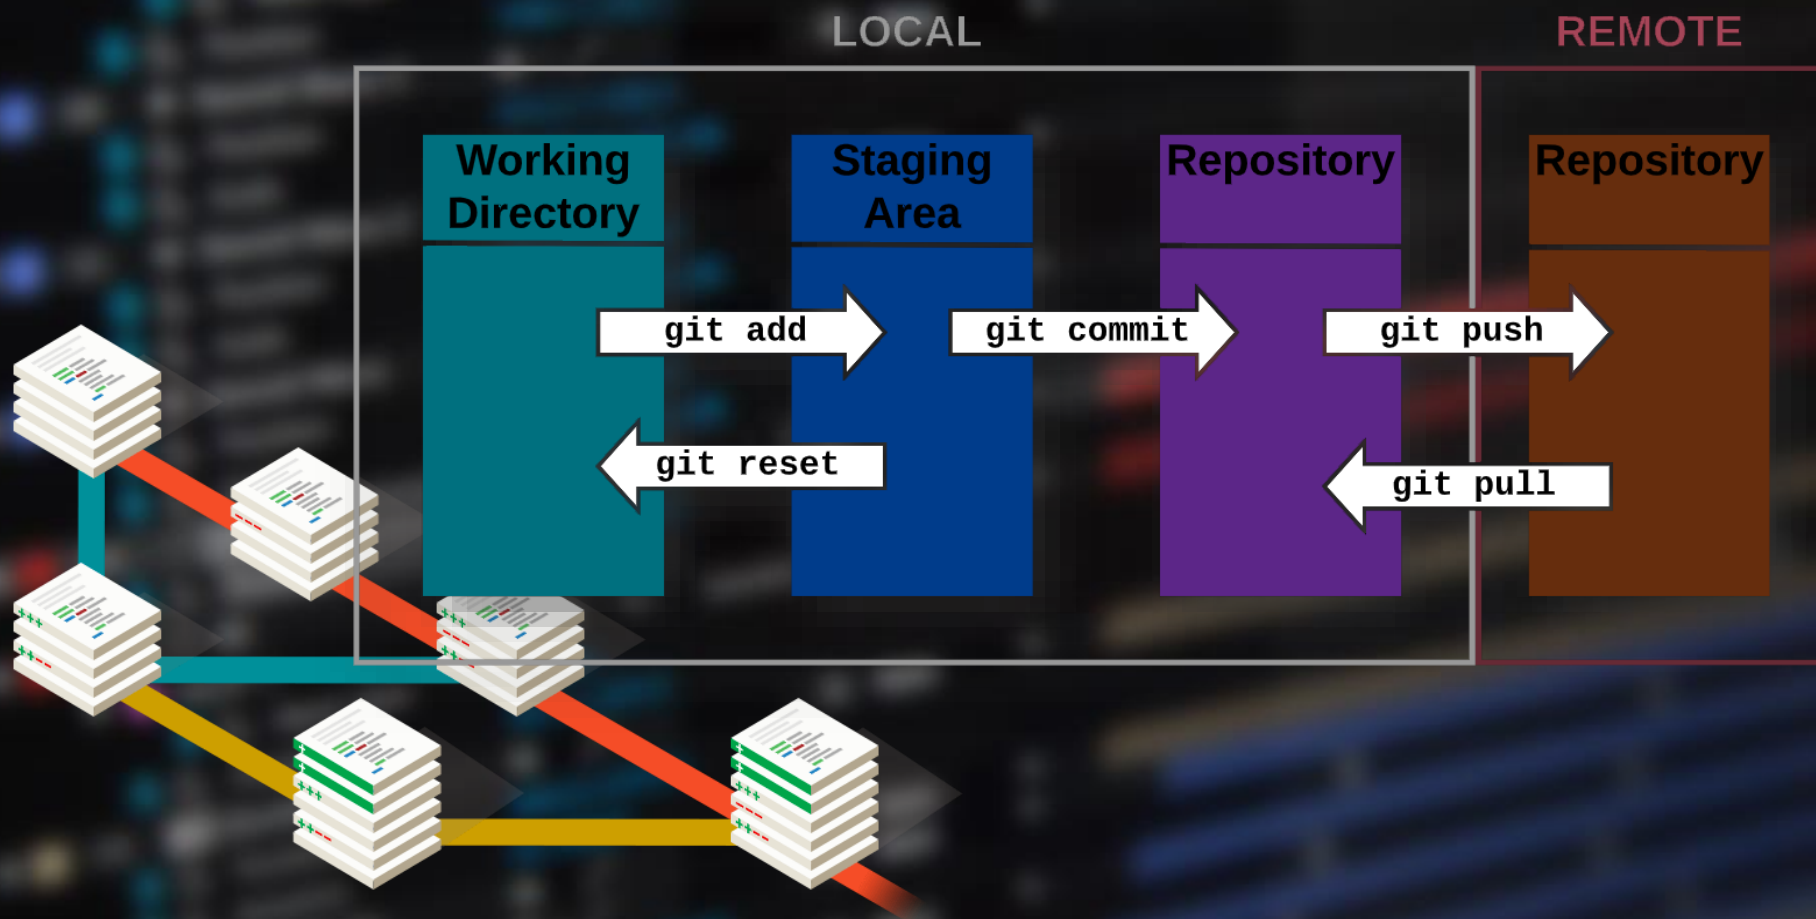 LOCAL
REMOTE
Working
Directory
Staging
Area
Repository
Repository
git add
git commit
git push
git reset
git pull